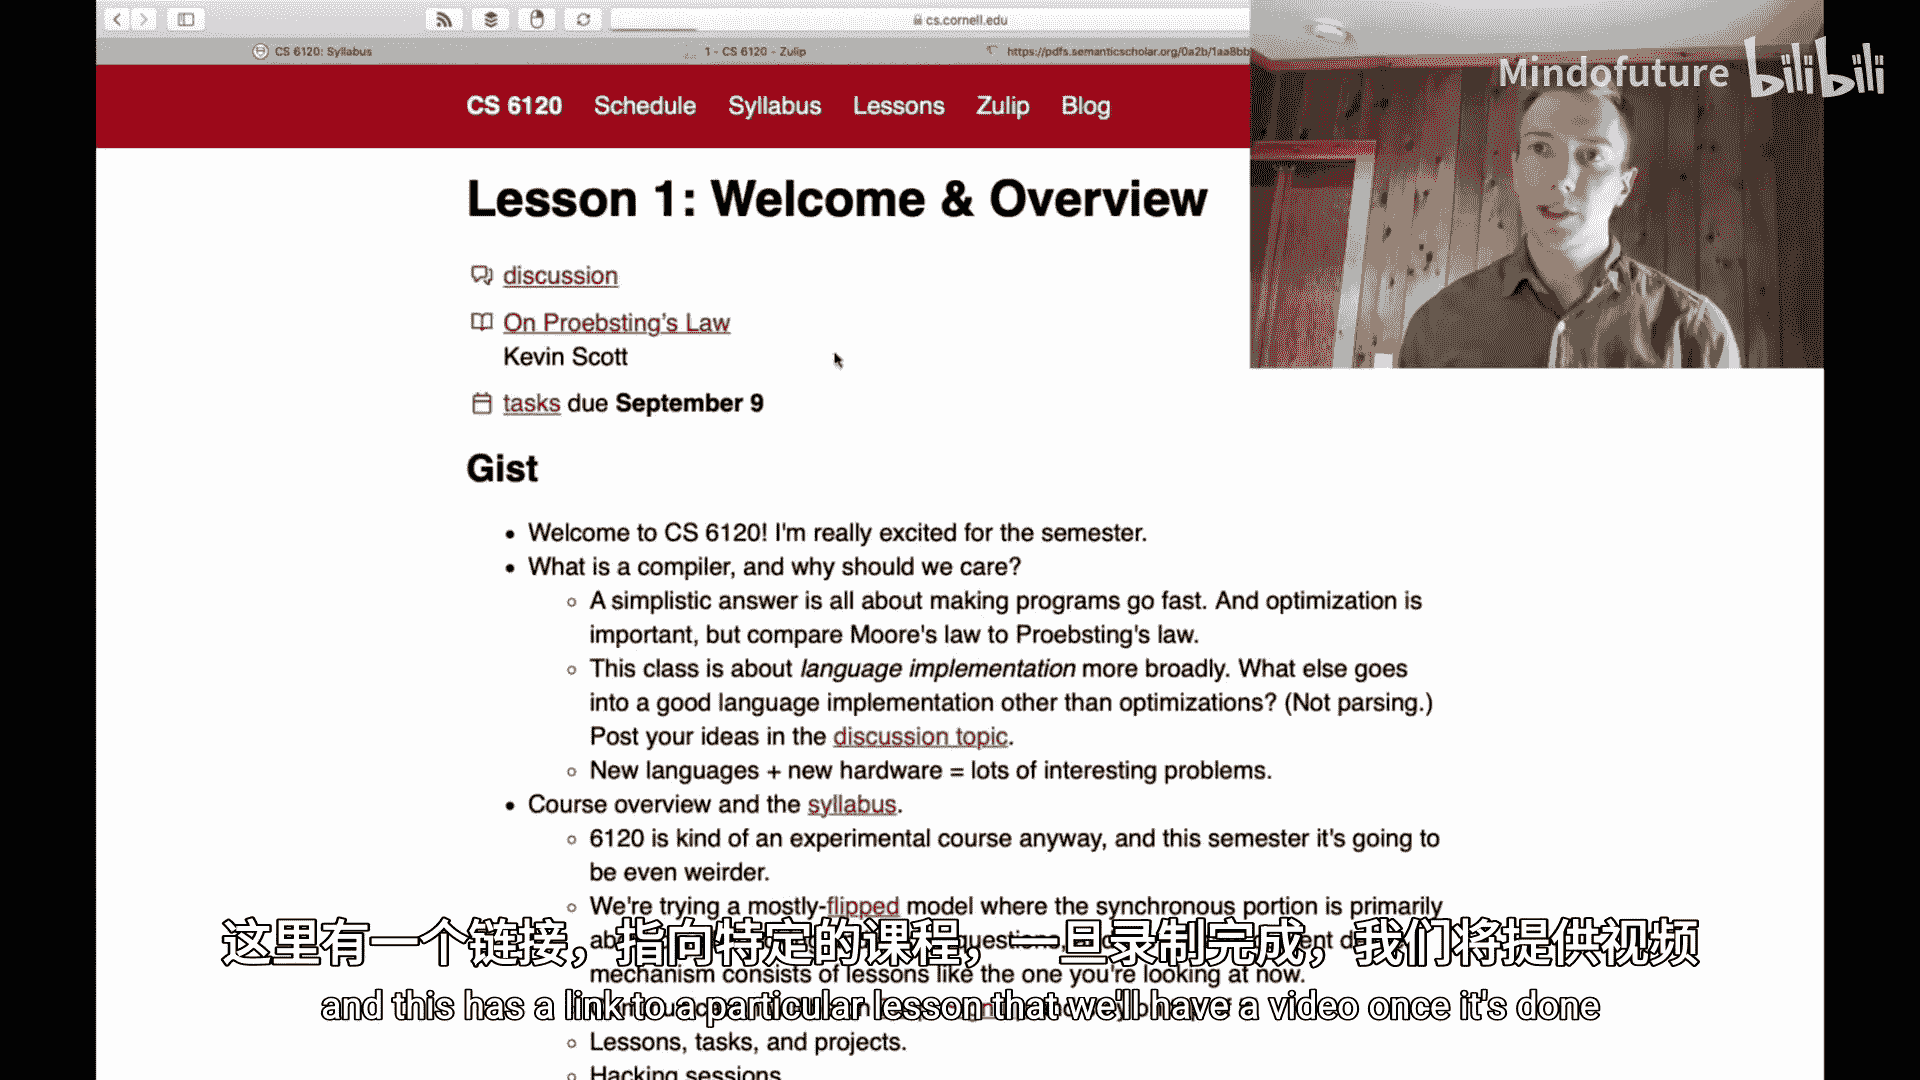 cs.cornell.edu
CS 6120: Syllabus
1 - CS 6120 - Zulip
https://pdfs.semanticscholar.org/0a2b/1aa8bb
Mindofuture bilibili
CS 6120 Schedule Syllabus Lessons Zulip Blog
Lesson 1: Welcome & Overview
discussion
On Proebsting's Law
Kevin Scott
tasks due September 9
Gist
Welcome to CS 6120! I'm really excited for the semester.
What is a compiler, and why should we care?
A simplistic answer is all about making programs go fast. And optimization is
important, but compare Moore's law to Proebsting's law.
This class is about language implementation more broadly. What else goes
into a good language implementation other than optimizations? (Not parsing.)
Post your ideas in the discussion topic.
New languages + new hardware = lots of interesting problems.
Course overview and the syllabus.
6120 is kind of an experimental course anyway, and this semester it's going to
be even weirder.
We're trying a mostly-flipped model where the synchronous portion is primarily
这里有一个链接，指向特定的课程，一旦录制完成，我们将提供视频
mechanism consists of lessons like the one you're looking at now.
and this has a link to a particular lesson that we'll have a video once it's done
Lessons, tasks, and projects.
Hacking sessions